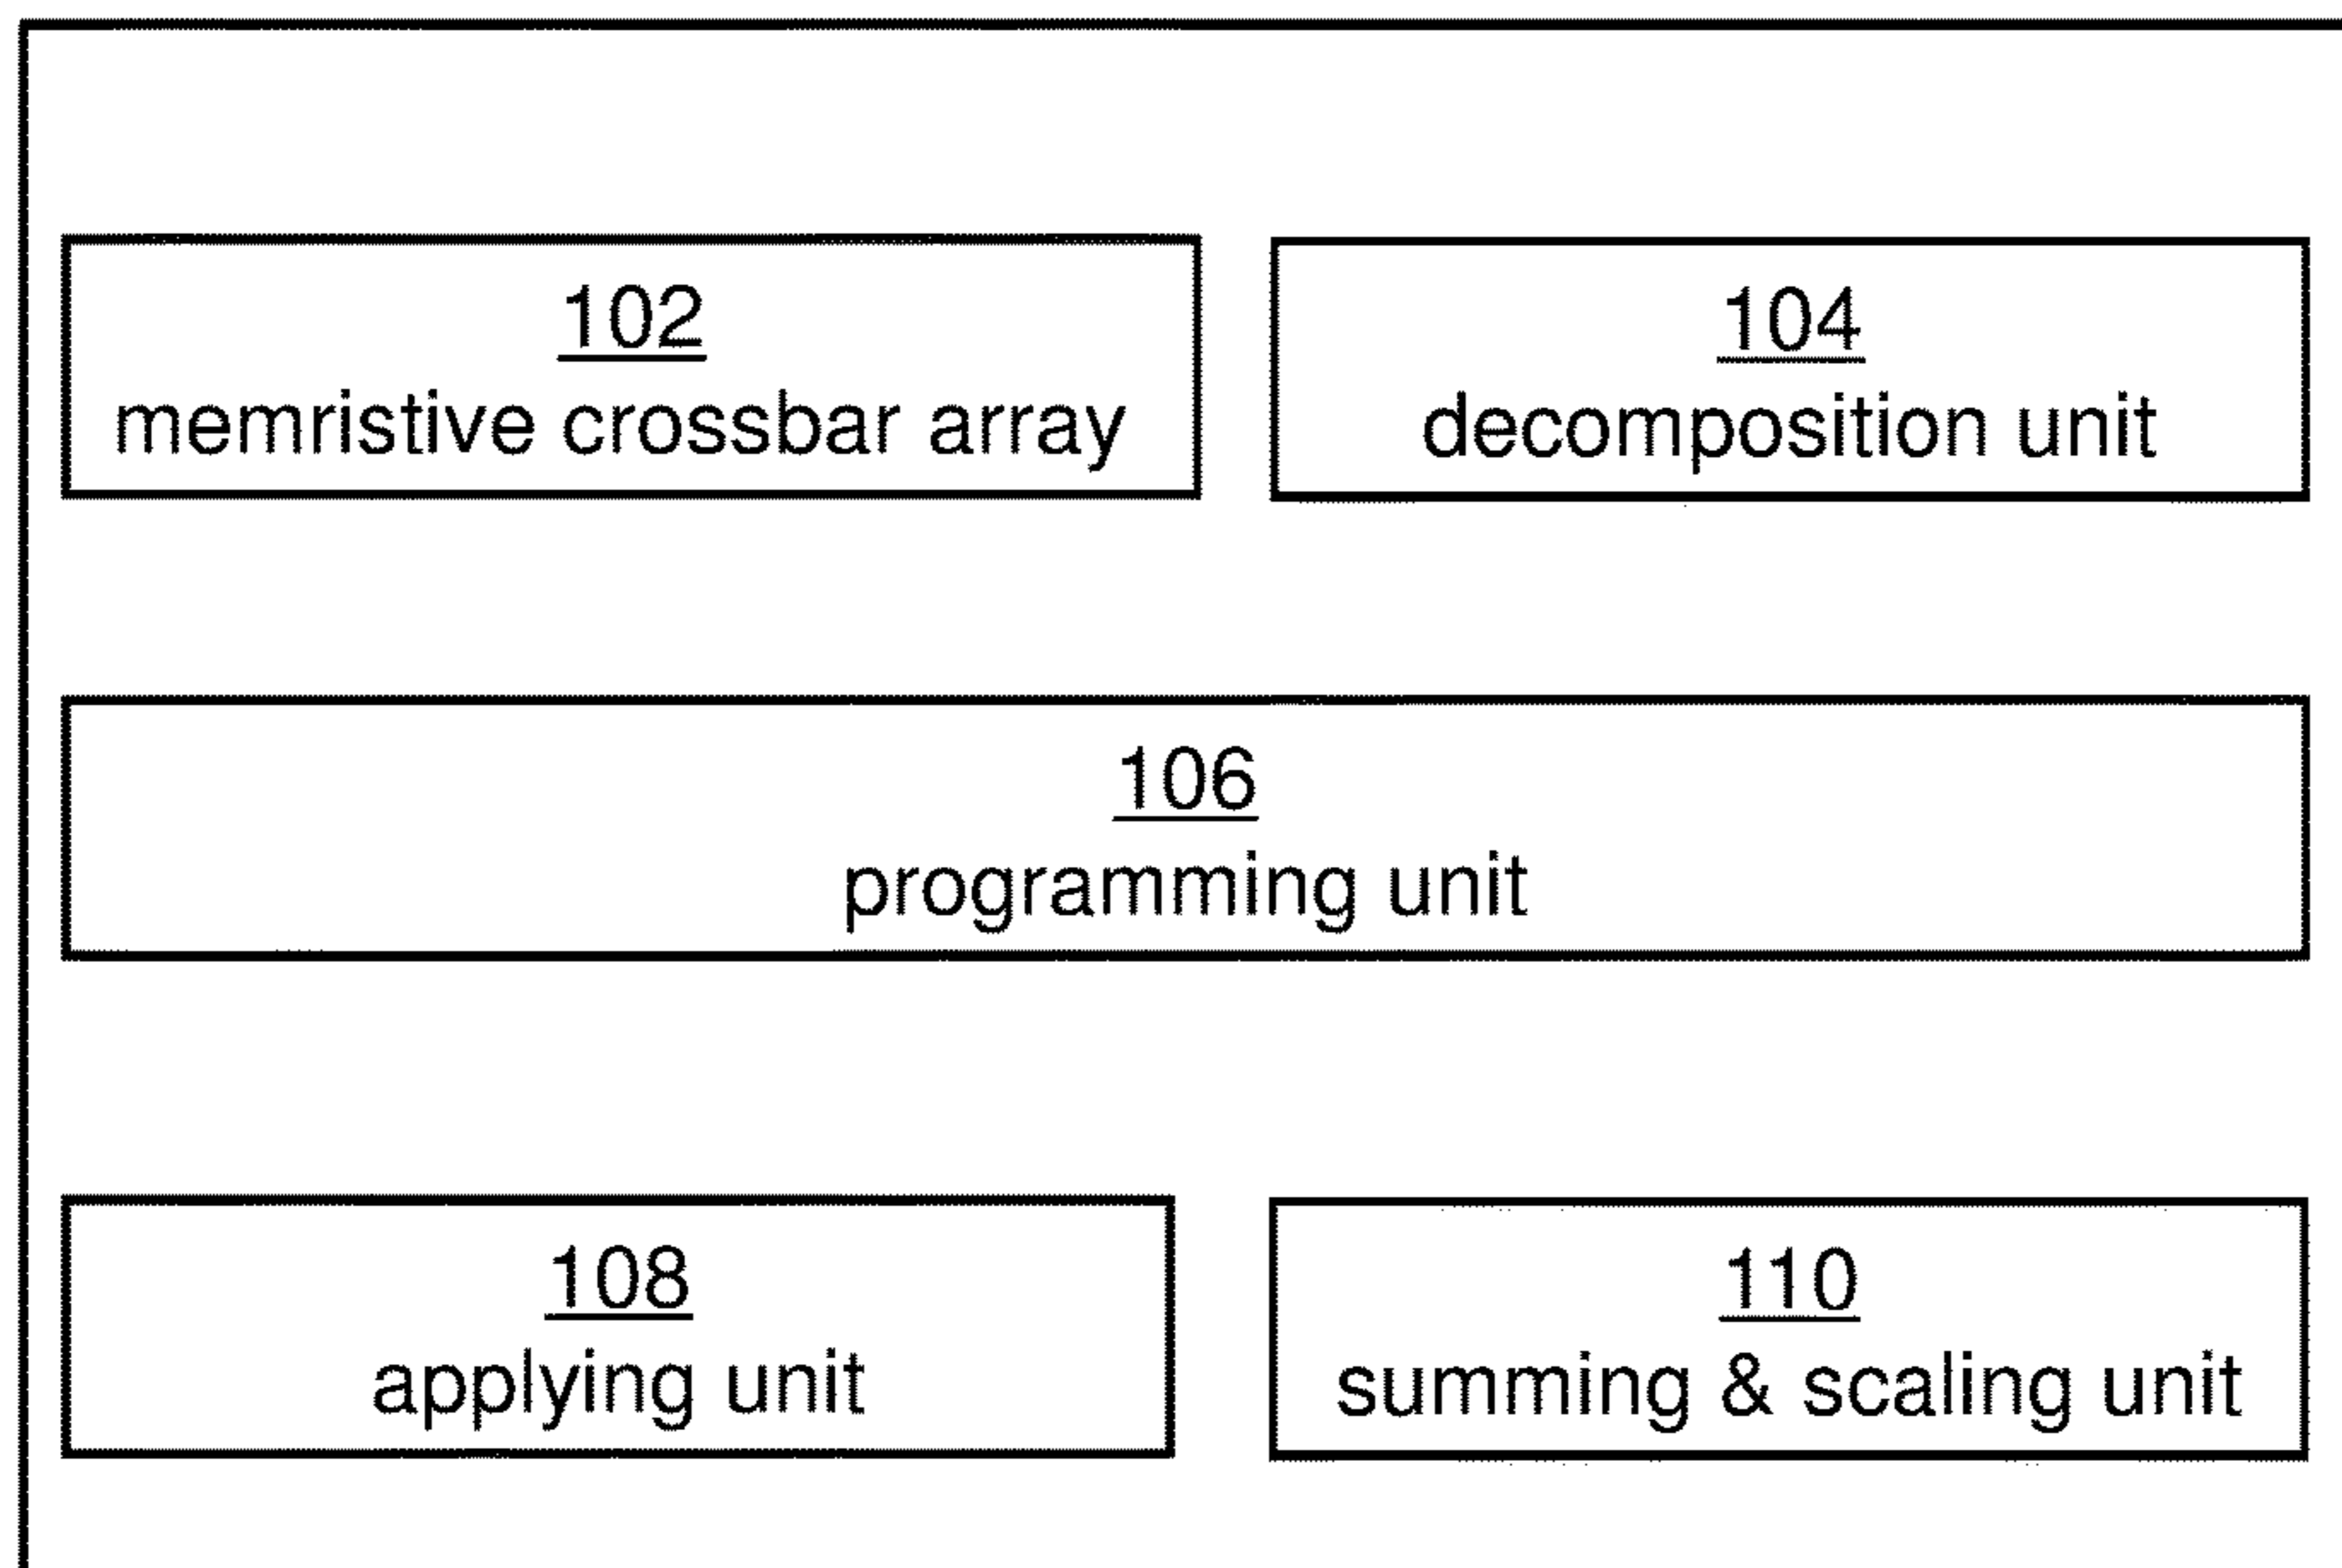 102
memristive crossbar array
104
decomposition unit
106
programming unit
108
applying unit
110
summing & scaling unit